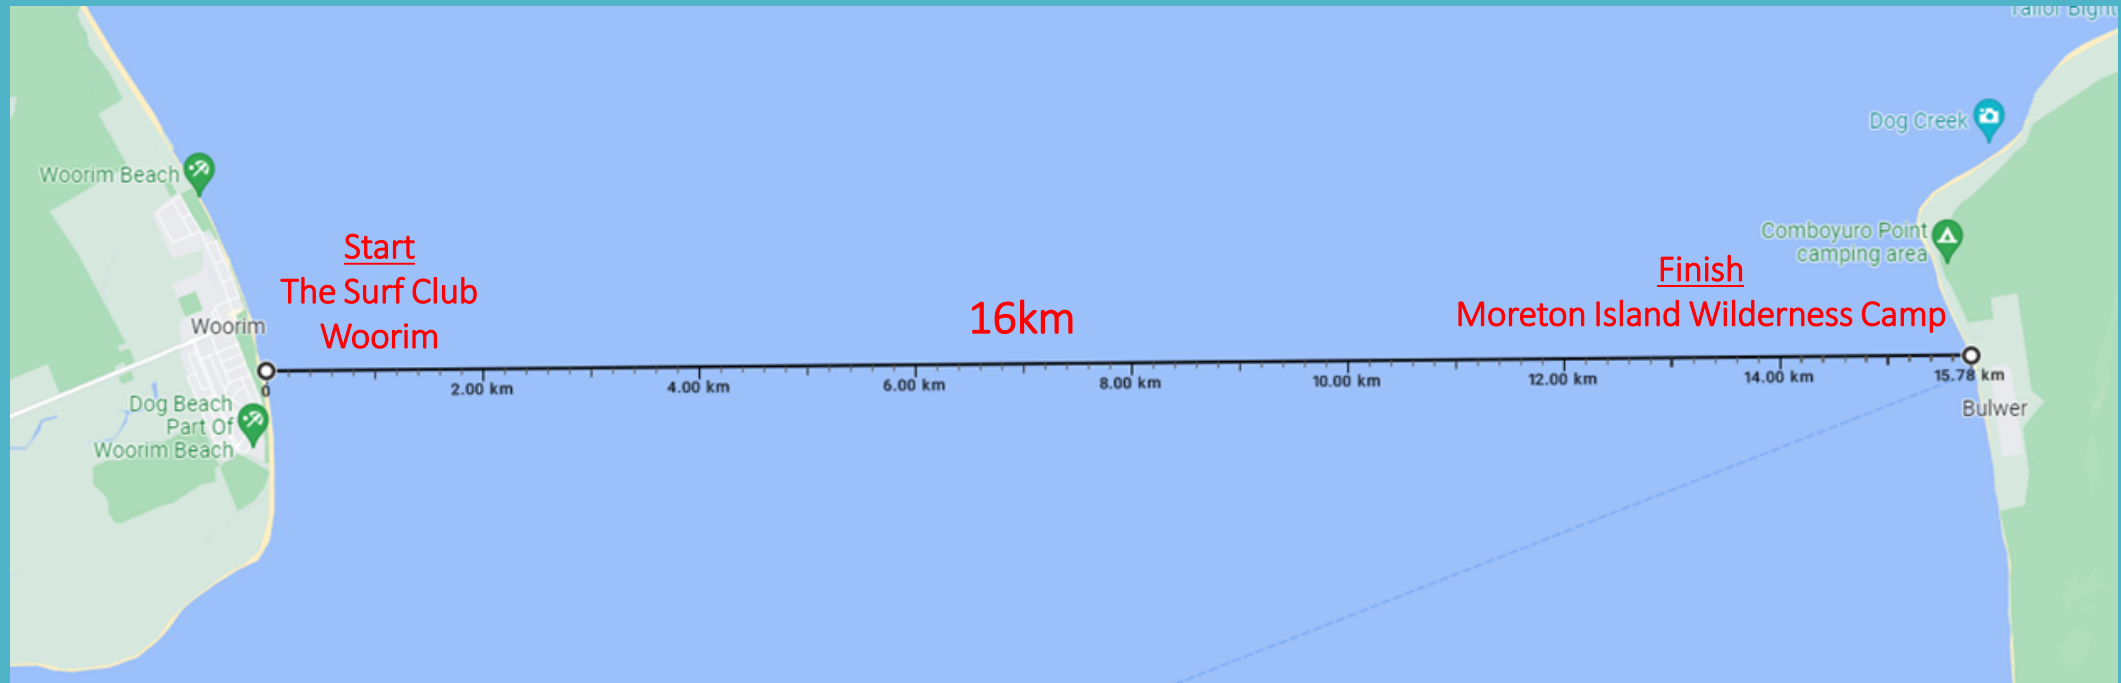 Tailor Bight
Dog Creek
Woorim Beach
Comboyuro Point
camping area
Start
The Surf Club
Woorim
16km
Finish
Moreton Island Wilderness Camp
Woorim
0
2.00 km
4.00 km
6.00 km
8.00 km
10.00 km
12.00 km
14.00 km
15.78 km
Dog Beach
Part Of
Woorim Beach
Bulwer